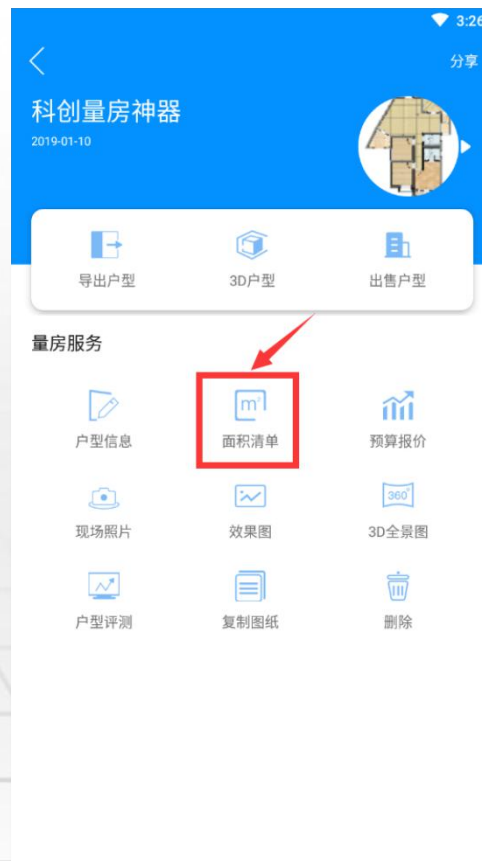 3:26
分享
科创量房神器
2019-01-10
导出户型
3D户型
出售户型
量房服务
m²
户型信息
面积清单
预算报价
360°
现场照片
效果图
3D全景图
户型评测
复制图纸
删除